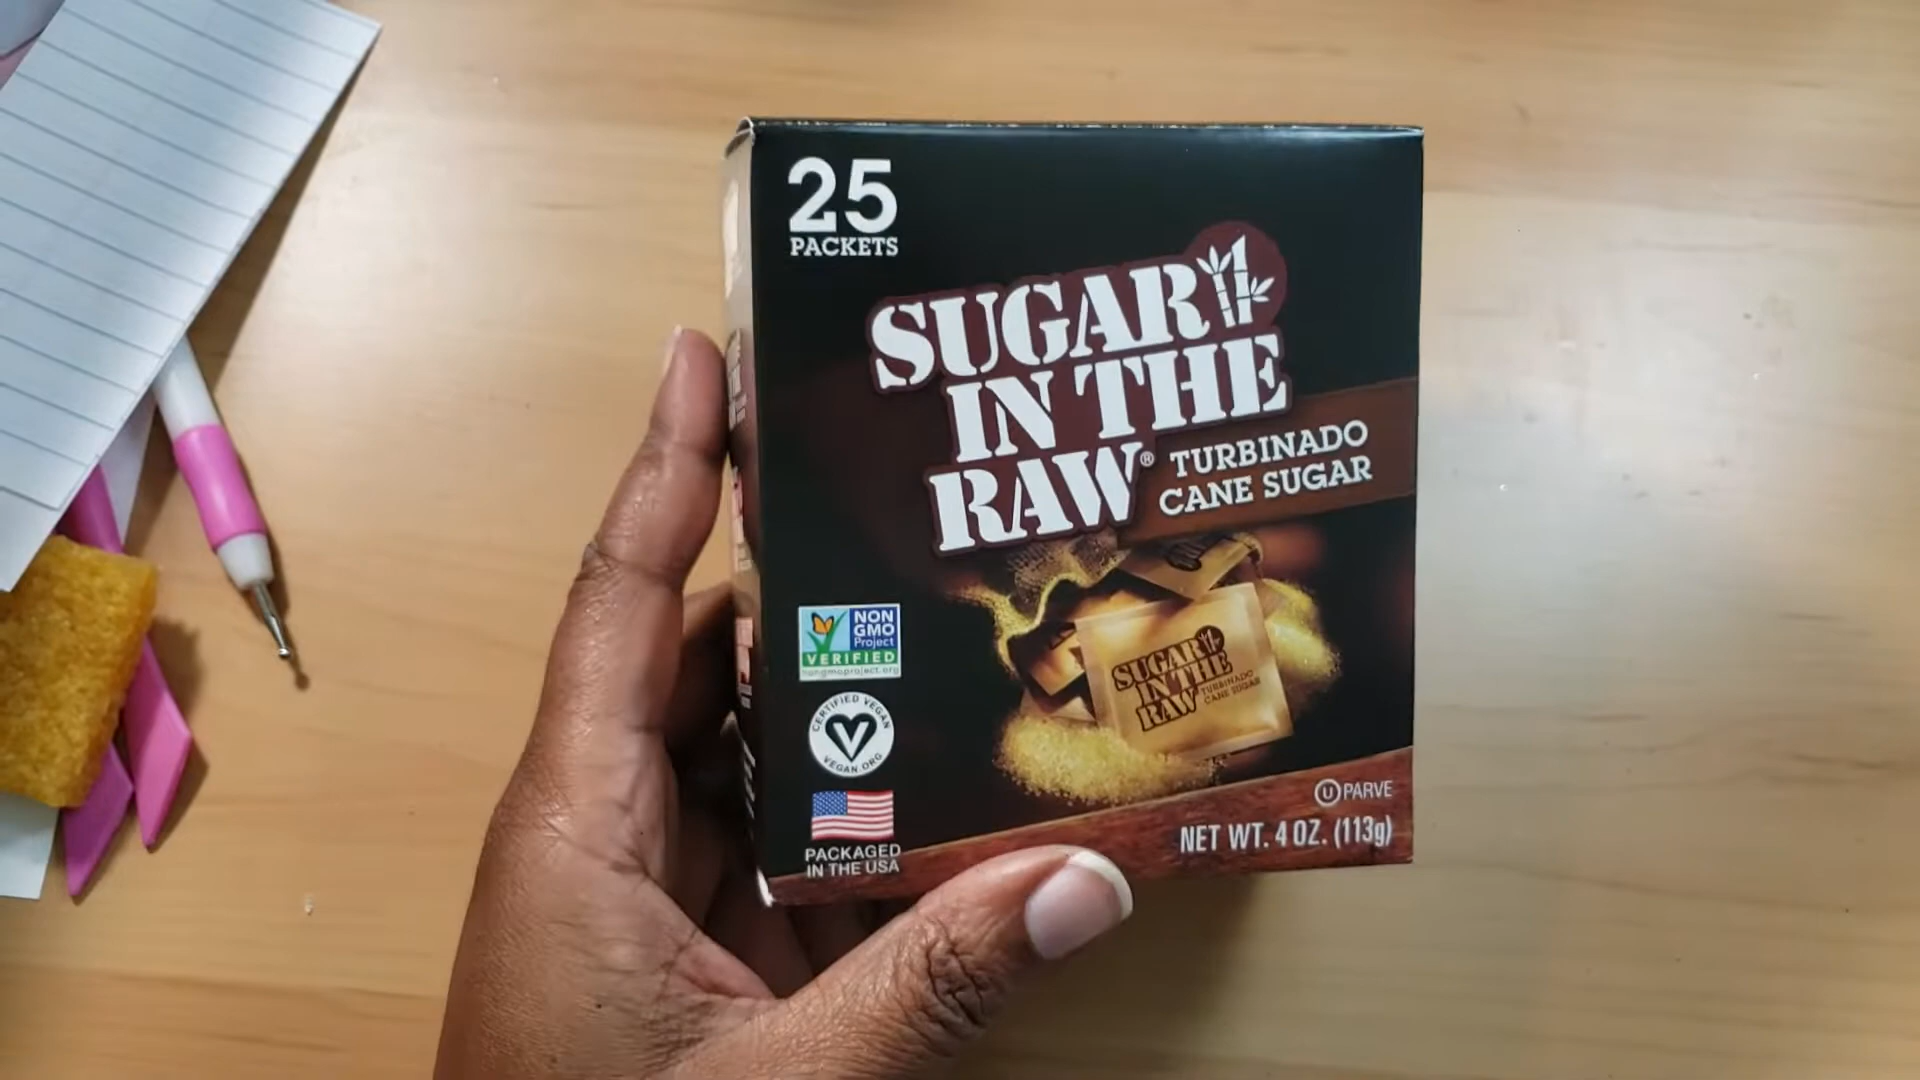 25
PACKETS
SUGAR
IN THE
RAW®
TURBINADO
CANE SUGAR
NON
GMO
Project
VERIFIED
nongmoproject.org
CERTIFIED VEGAN
VEGAN.ORG
PACKAGED
IN THE USA
SUGAR
IN THE
RAW
TURBINADO
CANE SUGAR
U PARVE
NET WT. 4 OZ. (113g)